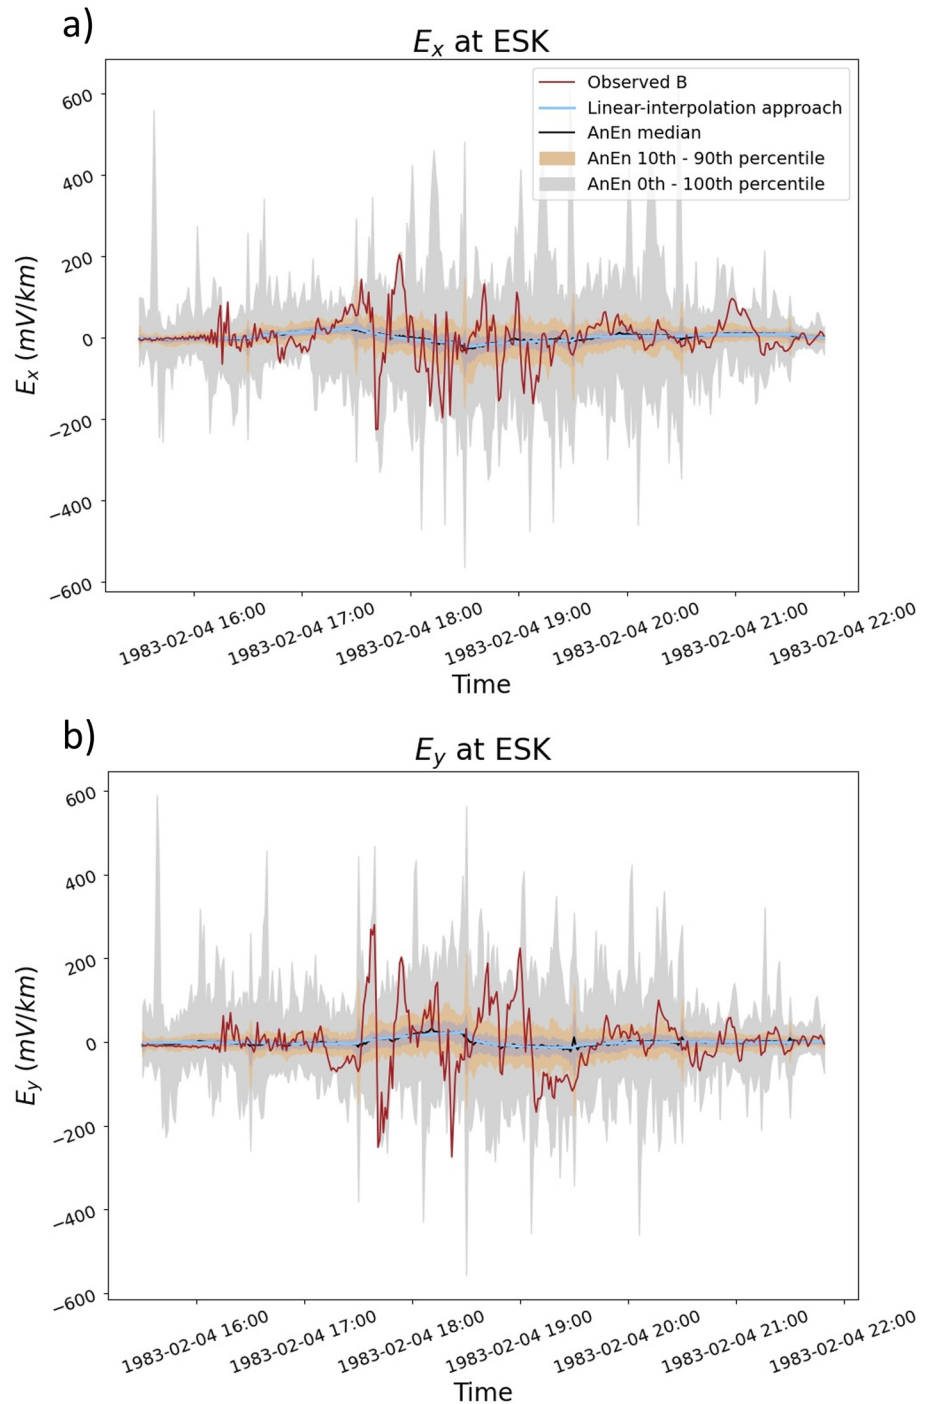 a)
Eₓ at ESK
Observed B
Linear-interpolation approach
AnEn median
AnEn 10th - 90th percentile
AnEn 0th - 100th percentile
600
400
200
0
−200
−400
−600
Eₓ (mV/km)
1983-02-04 16:00
1983-02-04 17:00
1983-02-04 18:00
1983-02-04 19:00
1983-02-04 20:00
1983-02-04 21:00
1983-02-04 22:00
Time
b)
E_y at ESK
600
400
200
0
−200
−400
−600
E_y (mV/km)
1983-02-04 16:00
1983-02-04 17:00
1983-02-04 18:00
1983-02-04 19:00
1983-02-04 20:00
1983-02-04 21:00
1983-02-04 22:00
Time